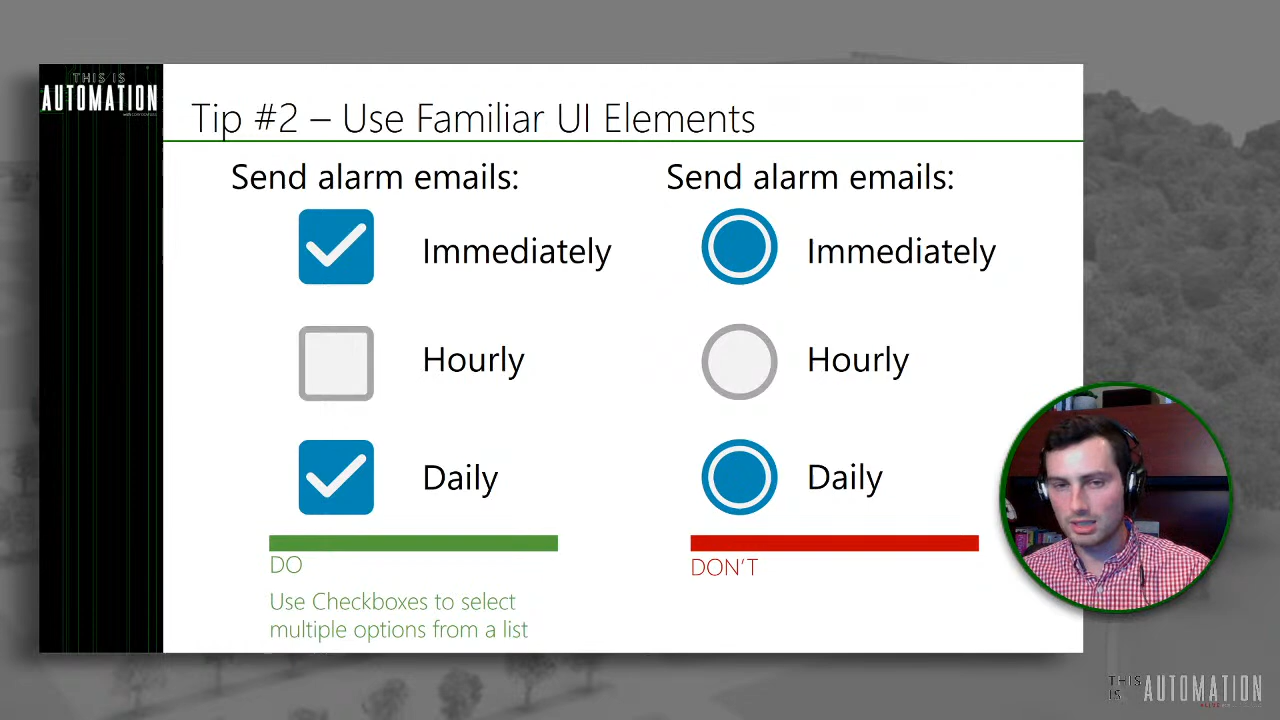 THIS IS
AUTOMATION
Tip #2 – Use Familiar UI Elements
Send alarm emails:
Immediately
Hourly
Daily
DO
Use Checkboxes to select
multiple options from a list
Send alarm emails:
Immediately
Hourly
Daily
DON'T
THIS
IS
AUTOMATION